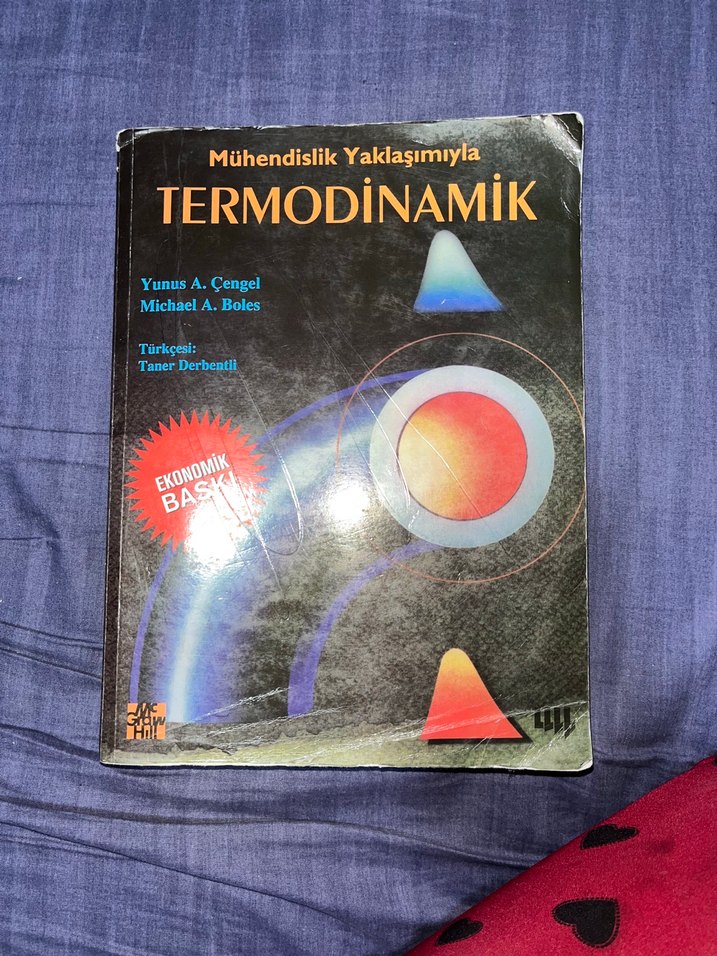 Mühendislik Yaklaşımıyla
TERMODİNAMİK
Yunus A. Çengel
Michael A. Boles
Türkçesi:
Taner Derbentli
EKONOMİK
BASKI
Mc
Graw
Hill